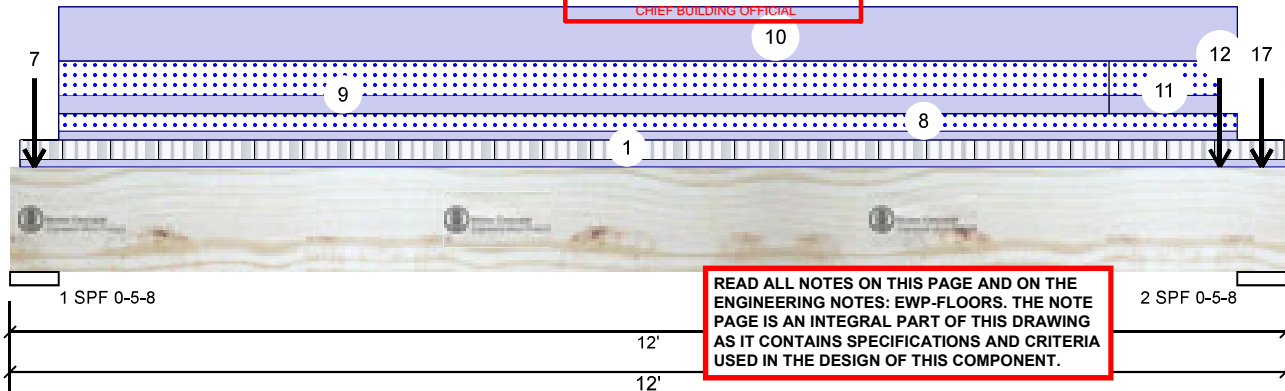 CHIEF BUILDING OFFICIAL
10
7
12
17
9
11
8
1
1 SPF 0-5-8
2 SPF 0-5-8
READ ALL NOTES ON THIS PAGE AND ON THE
ENGINEERING NOTES: EWP-FLOORS. THE NOTE
PAGE IS AN INTEGRAL PART OF THIS DRAWING
AS IT CONTAINS SPECIFICATIONS AND CRITERIA
USED IN THE DESIGN OF THIS COMPONENT.
12'
12'